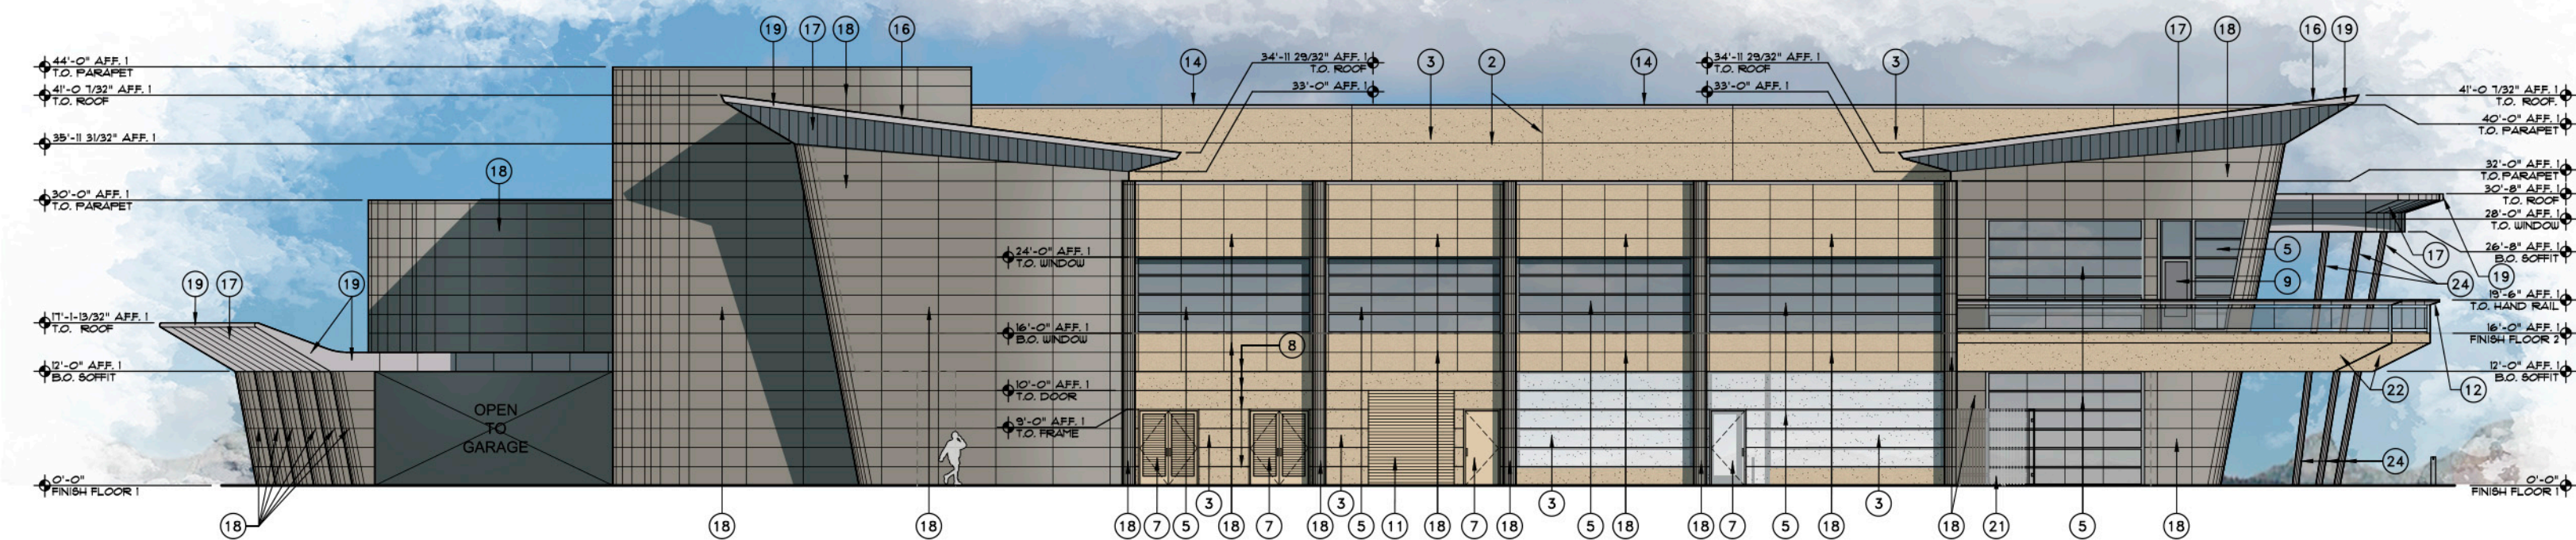 19
17
18
16
14
34'-11 29/32" AFF. 1
T.O. ROOF
33'-0" AFF. 1
3
2
14
34'-11 29/32" AFF. 1
T.O. ROOF
33'-0" AFF. 1
3
17
18
16
19
44'-0" AFF. 1
T.O. PARAPET
41'-0 7/32" AFF. 1
T.O. ROOF
35'-11 31/32" AFF. 1
30'-0" AFF. 1
T.O. PARAPET
18
19
17
19
17'-1-13/32" AFF. 1
T.O. ROOF
12'-0" AFF. 1
B.O. SOFFIT
0'-0"
FINISH FLOOR 1
OPEN
TO
GARAGE
24'-0" AFF. 1
T.O. WINDOW
16'-0" AFF. 1
B.O. WINDOW
8
10'-0" AFF. 1
T.O. DOOR
9'-0" AFF. 1
T.O. FRAME
41'-0 7/32" AFF. 1
T.O. ROOF.
40'-0" AFF. 1
T.O. PARAPET
32'-0" AFF. 1
T.O. PARAPET
30'-8" AFF. 1
T.O. ROOF
28'-0" AFF. 1
T.O. WINDOW
26'-8" AFF. 1
B.O. SOFFIT
5
17
19
9
24
19'-6" AFF. 1
T.O. HAND RAIL
16'-0" AFF. 1
FINISH FLOOR 2
12'-0" AFF. 1
B.O. SOFFIT
22
12
24
0'-0"
FINISH FLOOR 1
18
18
18
18
7
5
3
18
7
18
3
5
11
18
7
18
3
5
18
18
7
5
18
3
18
21
5
18